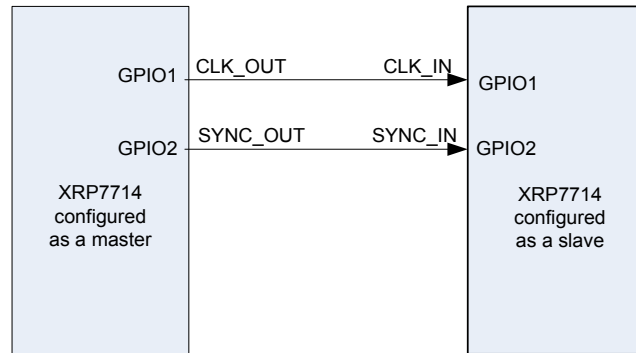 GPIO1 CLK_OUT CLK_IN GPIO1
GPIO2 SYNC_OUT SYNC_IN GPIO2
XRP7714
configured
as a master
XRP7714
configured
as a slave